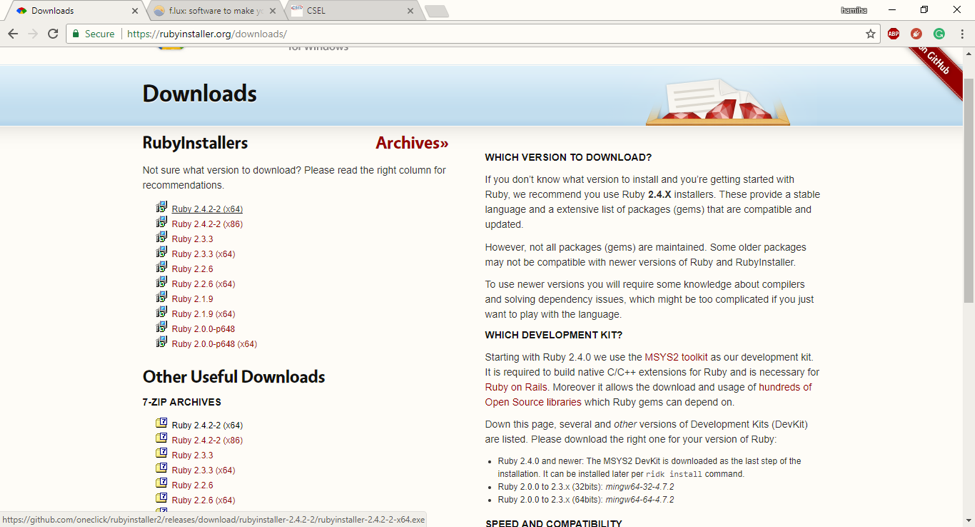 Downloads
f.lux: software to make yo
CSEL
hamiha
Secure
https://rubyinstaller.org/downloads/
ABP
for Windows
on GitHub
Downloads
RubyInstallers
Archives»
Not sure what version to download? Please read the right column for
recommendations.
Ruby 2.4.2-2 (x64)
Ruby 2.4.2-2 (x86)
Ruby 2.3.3
Ruby 2.3.3 (x64)
Ruby 2.2.6
Ruby 2.2.6 (x64)
Ruby 2.1.9
Ruby 2.1.9 (x64)
Ruby 2.0.0-p648
Ruby 2.0.0-p648 (x64)
Other Useful Downloads
7-ZIP ARCHIVES
Ruby 2.4.2-2 (x64)
Ruby 2.4.2-2 (x86)
Ruby 2.3.3
Ruby 2.3.3 (x64)
Ruby 2.2.6
Ruby 2.2.6 (x64)
WHICH VERSION TO DOWNLOAD?
If you don't know what version to install and you're getting started with
Ruby, we recommend you use Ruby 2.4.X installers. These provide a stable
language and a extensive list of packages (gems) that are compatible and
updated.
However, not all packages (gems) are maintained. Some older packages
may not be compatible with newer versions of Ruby and RubyInstaller.
To use newer versions you will require some knowledge about compilers
and solving dependency issues, which might be too complicated if you just
want to play with the language.
WHICH DEVELOPMENT KIT?
Starting with Ruby 2.4.0 we use the MSYS2 toolkit as our development kit.
It is required to build native C/C++ extensions for Ruby and is necessary for
Ruby on Rails. Moreover it allows the download and usage of hundreds of
Open Source libraries which Ruby gems can depend on.
Down this page, several and other versions of Development Kits (DevKit)
are listed. Please download the right one for your version of Ruby:
• Ruby 2.4.0 and newer: The MSYS2 DevKit is downloaded as the last step of the
installation. It can be installed later per ridk install command.
• Ruby 2.0.0 to 2.3.x (32bits): mingw64-32-4.7.2
• Ruby 2.0.0 to 2.3.x (64bits): mingw64-64-4.7.2
SPEED AND COMPATIBILITY
https://github.com/oneclick/rubyinstaller2/releases/download/rubyinstaller-2.4.2-2/rubyinstaller-2.4.2-2-x64.exe